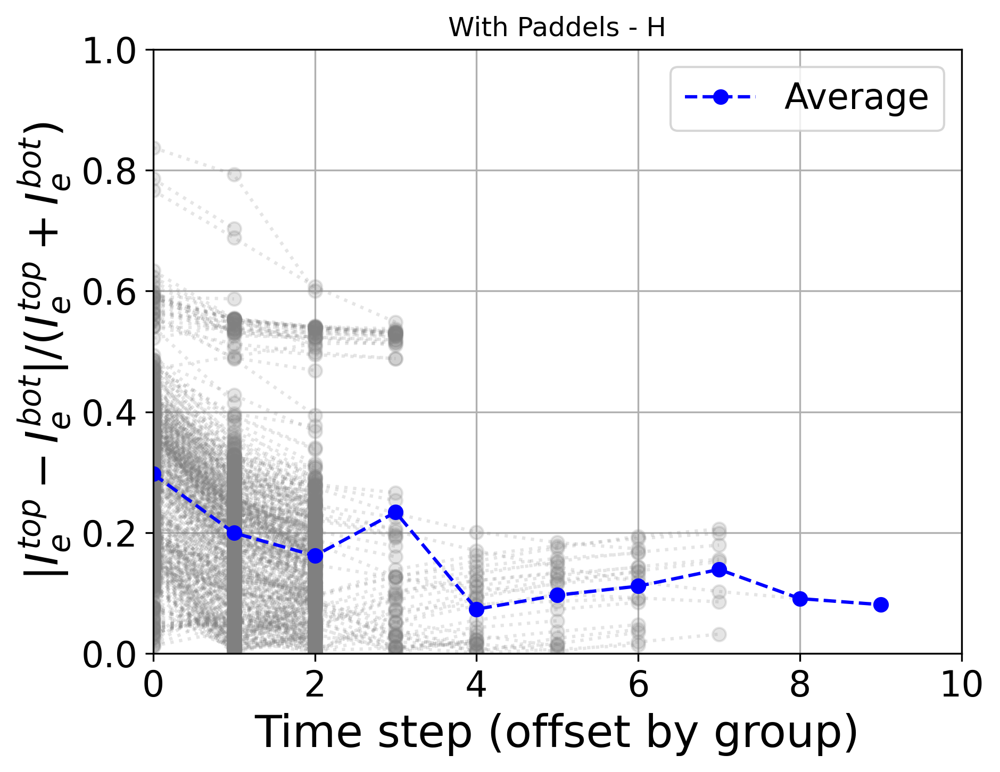 With Paddels - H
1.0
0.8
0.6
0.4
0.2
0.0
|I_e^{top} − I_e^{bot}|/(I_e^{top} + I_e^{bot})
Average
0 2 4 6 8 10
Time step (offset by group)